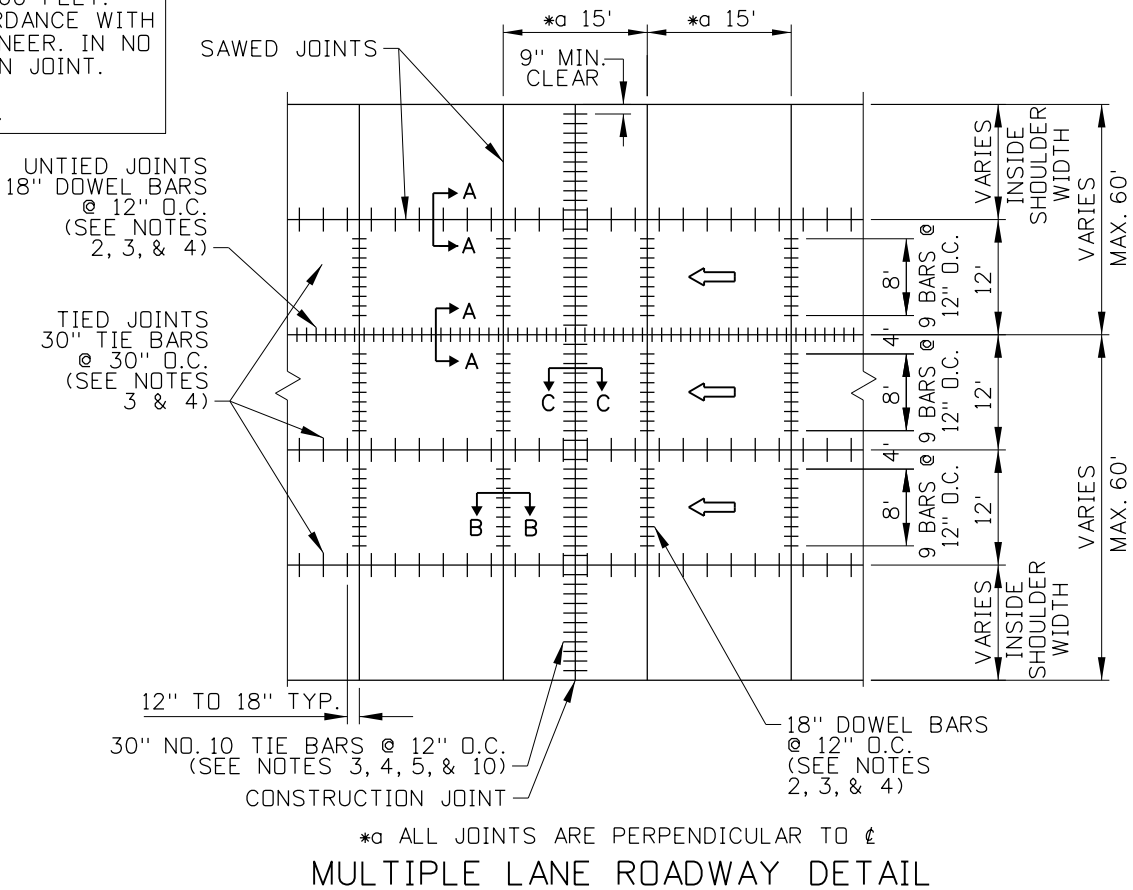 00 FEET.
RDANCE WITH
NEER. IN NO
N JOINT.
SAWED JOINTS
*a 15'
*a 15'
9" MIN.
CLEAR
UNTIED JOINTS
18" DOWEL BARS
@ 12" O.C.
(SEE NOTES
2, 3, & 4)
TIED JOINTS
30" TIE BARS
@ 30" O.C.
(SEE NOTES
3 & 4)
A
A
A
A
C
C
B
B
VARIES
INSIDE
SHOULDER
WIDTH
VARIES
MAX. 60'
8'
9 BARS @
12" O.C.
12'
4'
8'
9 BARS @
12" O.C.
12'
4'
8'
9 BARS @
12" O.C.
12'
VARIES
MAX. 60'
VARIES
INSIDE
SHOULDER
WIDTH
12" TO 18" TYP.
30" NO. 10 TIE BARS @ 12" O.C.
(SEE NOTES 3, 4, 5, & 10)
CONSTRUCTION JOINT
18" DOWEL BARS
@ 12" O.C.
(SEE NOTES
2, 3, & 4)
*a ALL JOINTS ARE PERPENDICULAR TO ℄
MULTIPLE LANE ROADWAY DETAIL